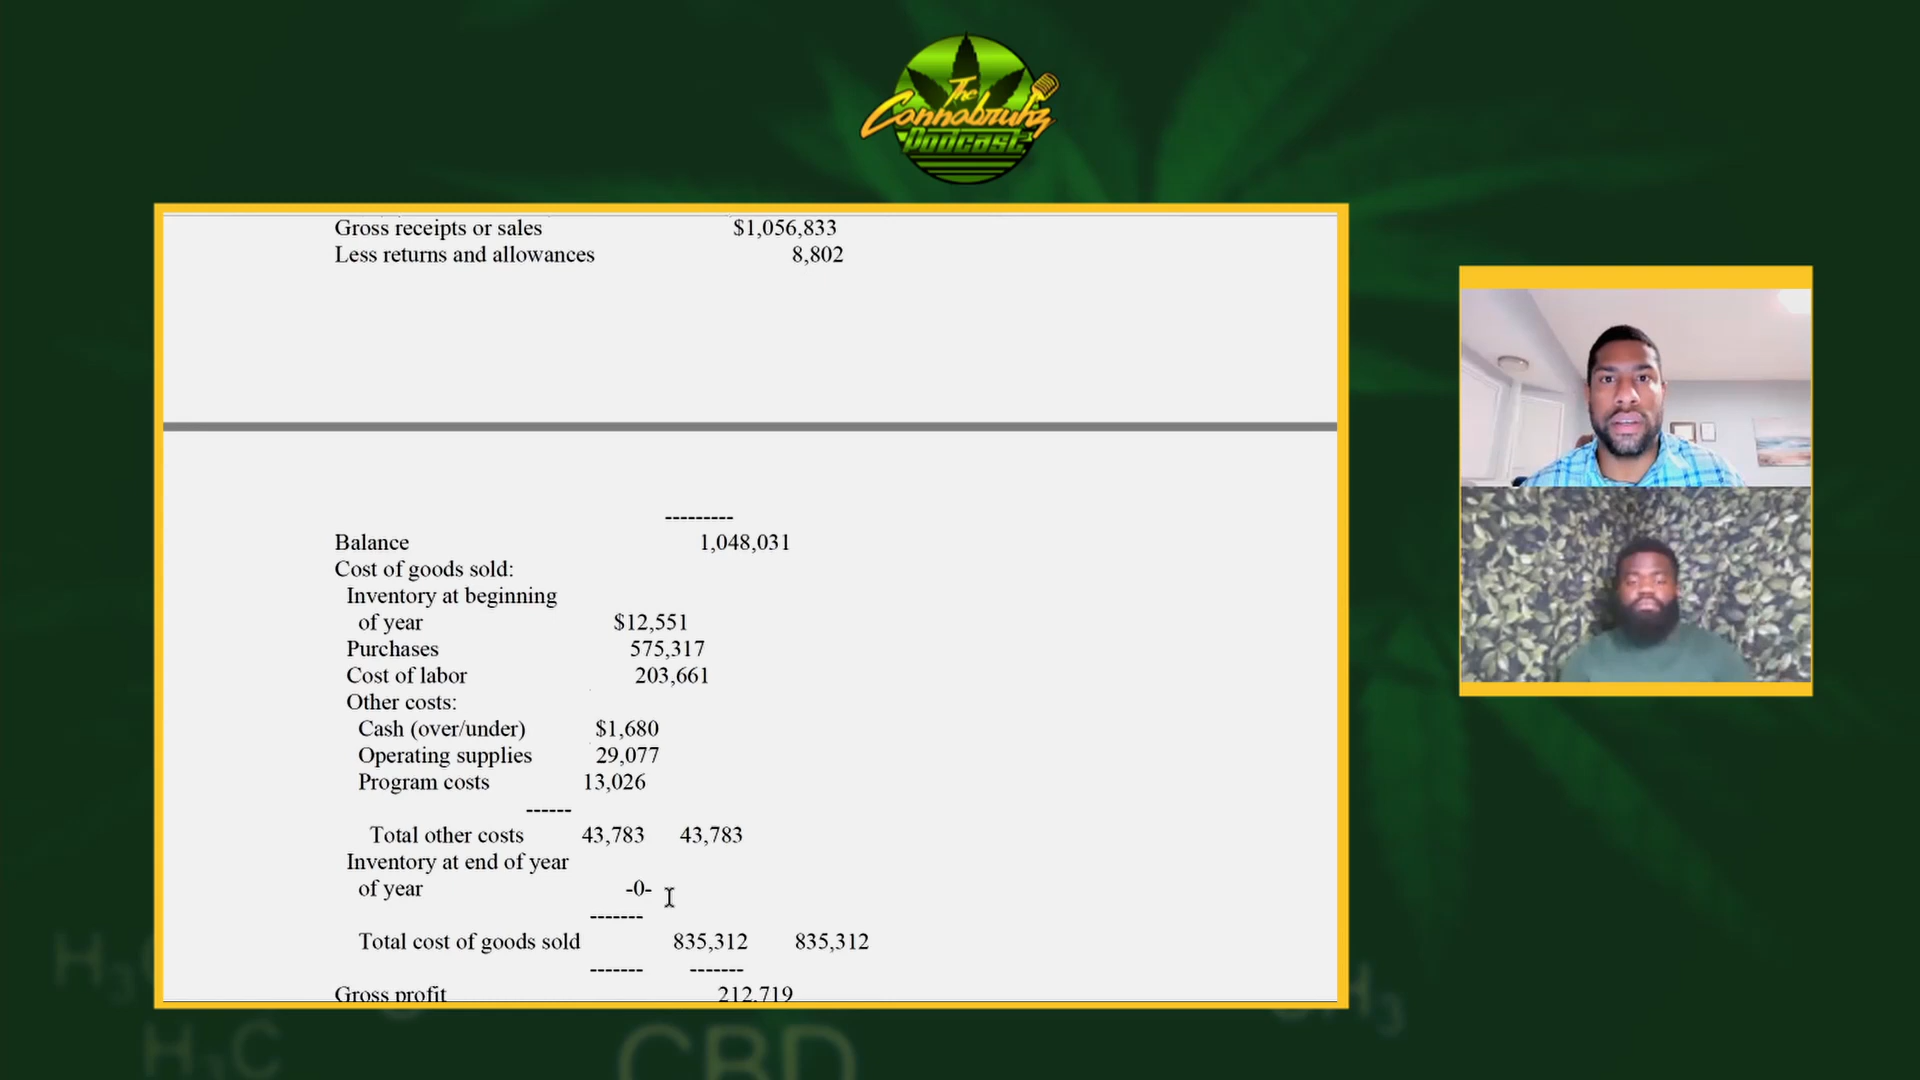 The
Cannabruhz
Podcast
Gross receipts or sales $1,056,833
Less returns and allowances 8,802
---------
Balance 1,048,031
Cost of goods sold:
Inventory at beginning
of year $12,551
Purchases 575,317
Cost of labor 203,661
Other costs:
Cash (over/under) $1,680
Operating supplies 29,077
Program costs 13,026
------
Total other costs 43,783 43,783
Inventory at end of year
of year -0-
-------
Total cost of goods sold 835,312 835,312
------- -------
Gross profit 212,719
H3C
H3C
CBD